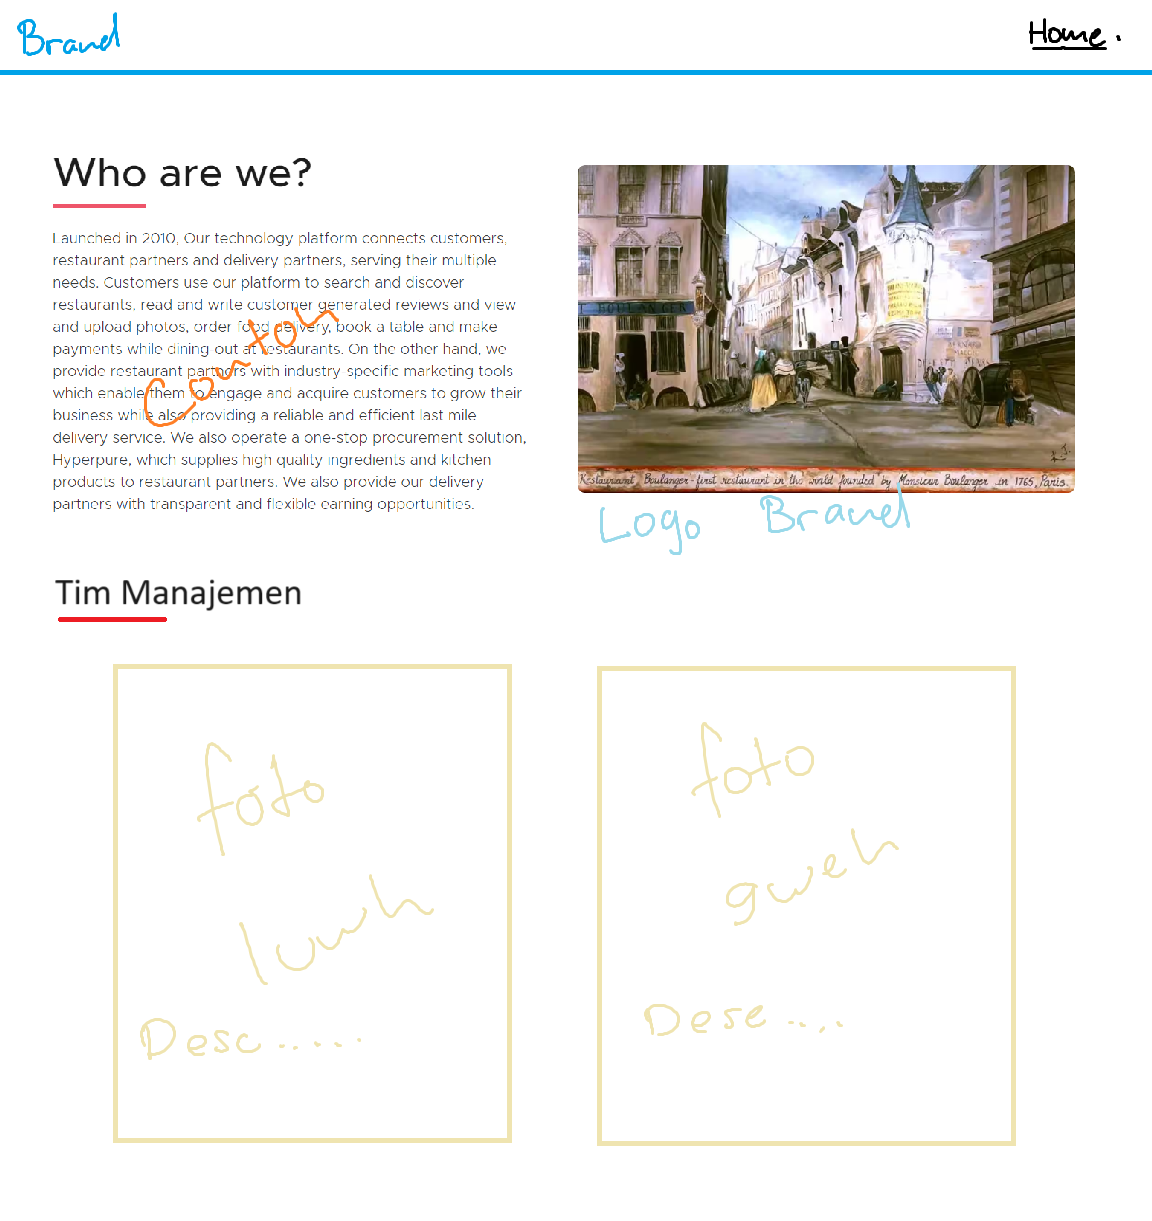 Brand
Home.
Who are we?
Launched in 2010, Our technology platform connects customers,
restaurant partners and delivery partners, serving their multiple
needs. Customers use our platform to search and discover
restaurants, read and write customer generated reviews and view
and upload photos, order food delivery, book a table and make
payments while dining out at restaurants. On the other hand, we
provide restaurant partners with industry-specific marketing tools
which enable them to engage and acquire customers to grow their
business while also providing a reliable and efficient last mile
delivery service. We also operate a one-stop procurement solution,
Hyperpure, which supplies high quality ingredients and kitchen
products to restaurant partners. We also provide our delivery
partners with transparent and flexible earning opportunities.
Contoh
BOULANGER
Restaurant Boulanger - first restaurant in the world founded by Monsieur Boulanger in 1765, Paris.
Logo Brand
Tim Manajemen
foto
luwh
Desc.....
foto
gweh
Desc....